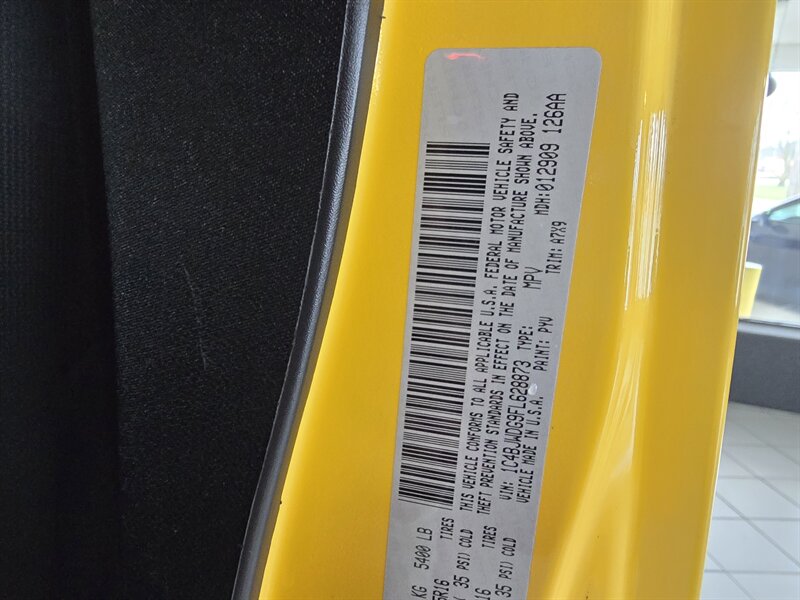 KG 5400 LB
5R16 TIRES
35 PSI) COLD
16 TIRES
35 PSI) COLD
THIS VEHICLE CONFORMS TO ALL APPLICABLE U.S.A. FEDERAL MOTOR VEHICLE SAFETY AND
THEFT PREVENTION STANDARDS IN EFFECT ON THE DATE OF MANUFACTURE SHOWN ABOVE.
VIN: 1C4BJWDG9FL628873 TYPE: MPV MDH:012909 126AA
VEHICLE MADE IN U.S.A. PAINT: PYV TRIM: A7X9